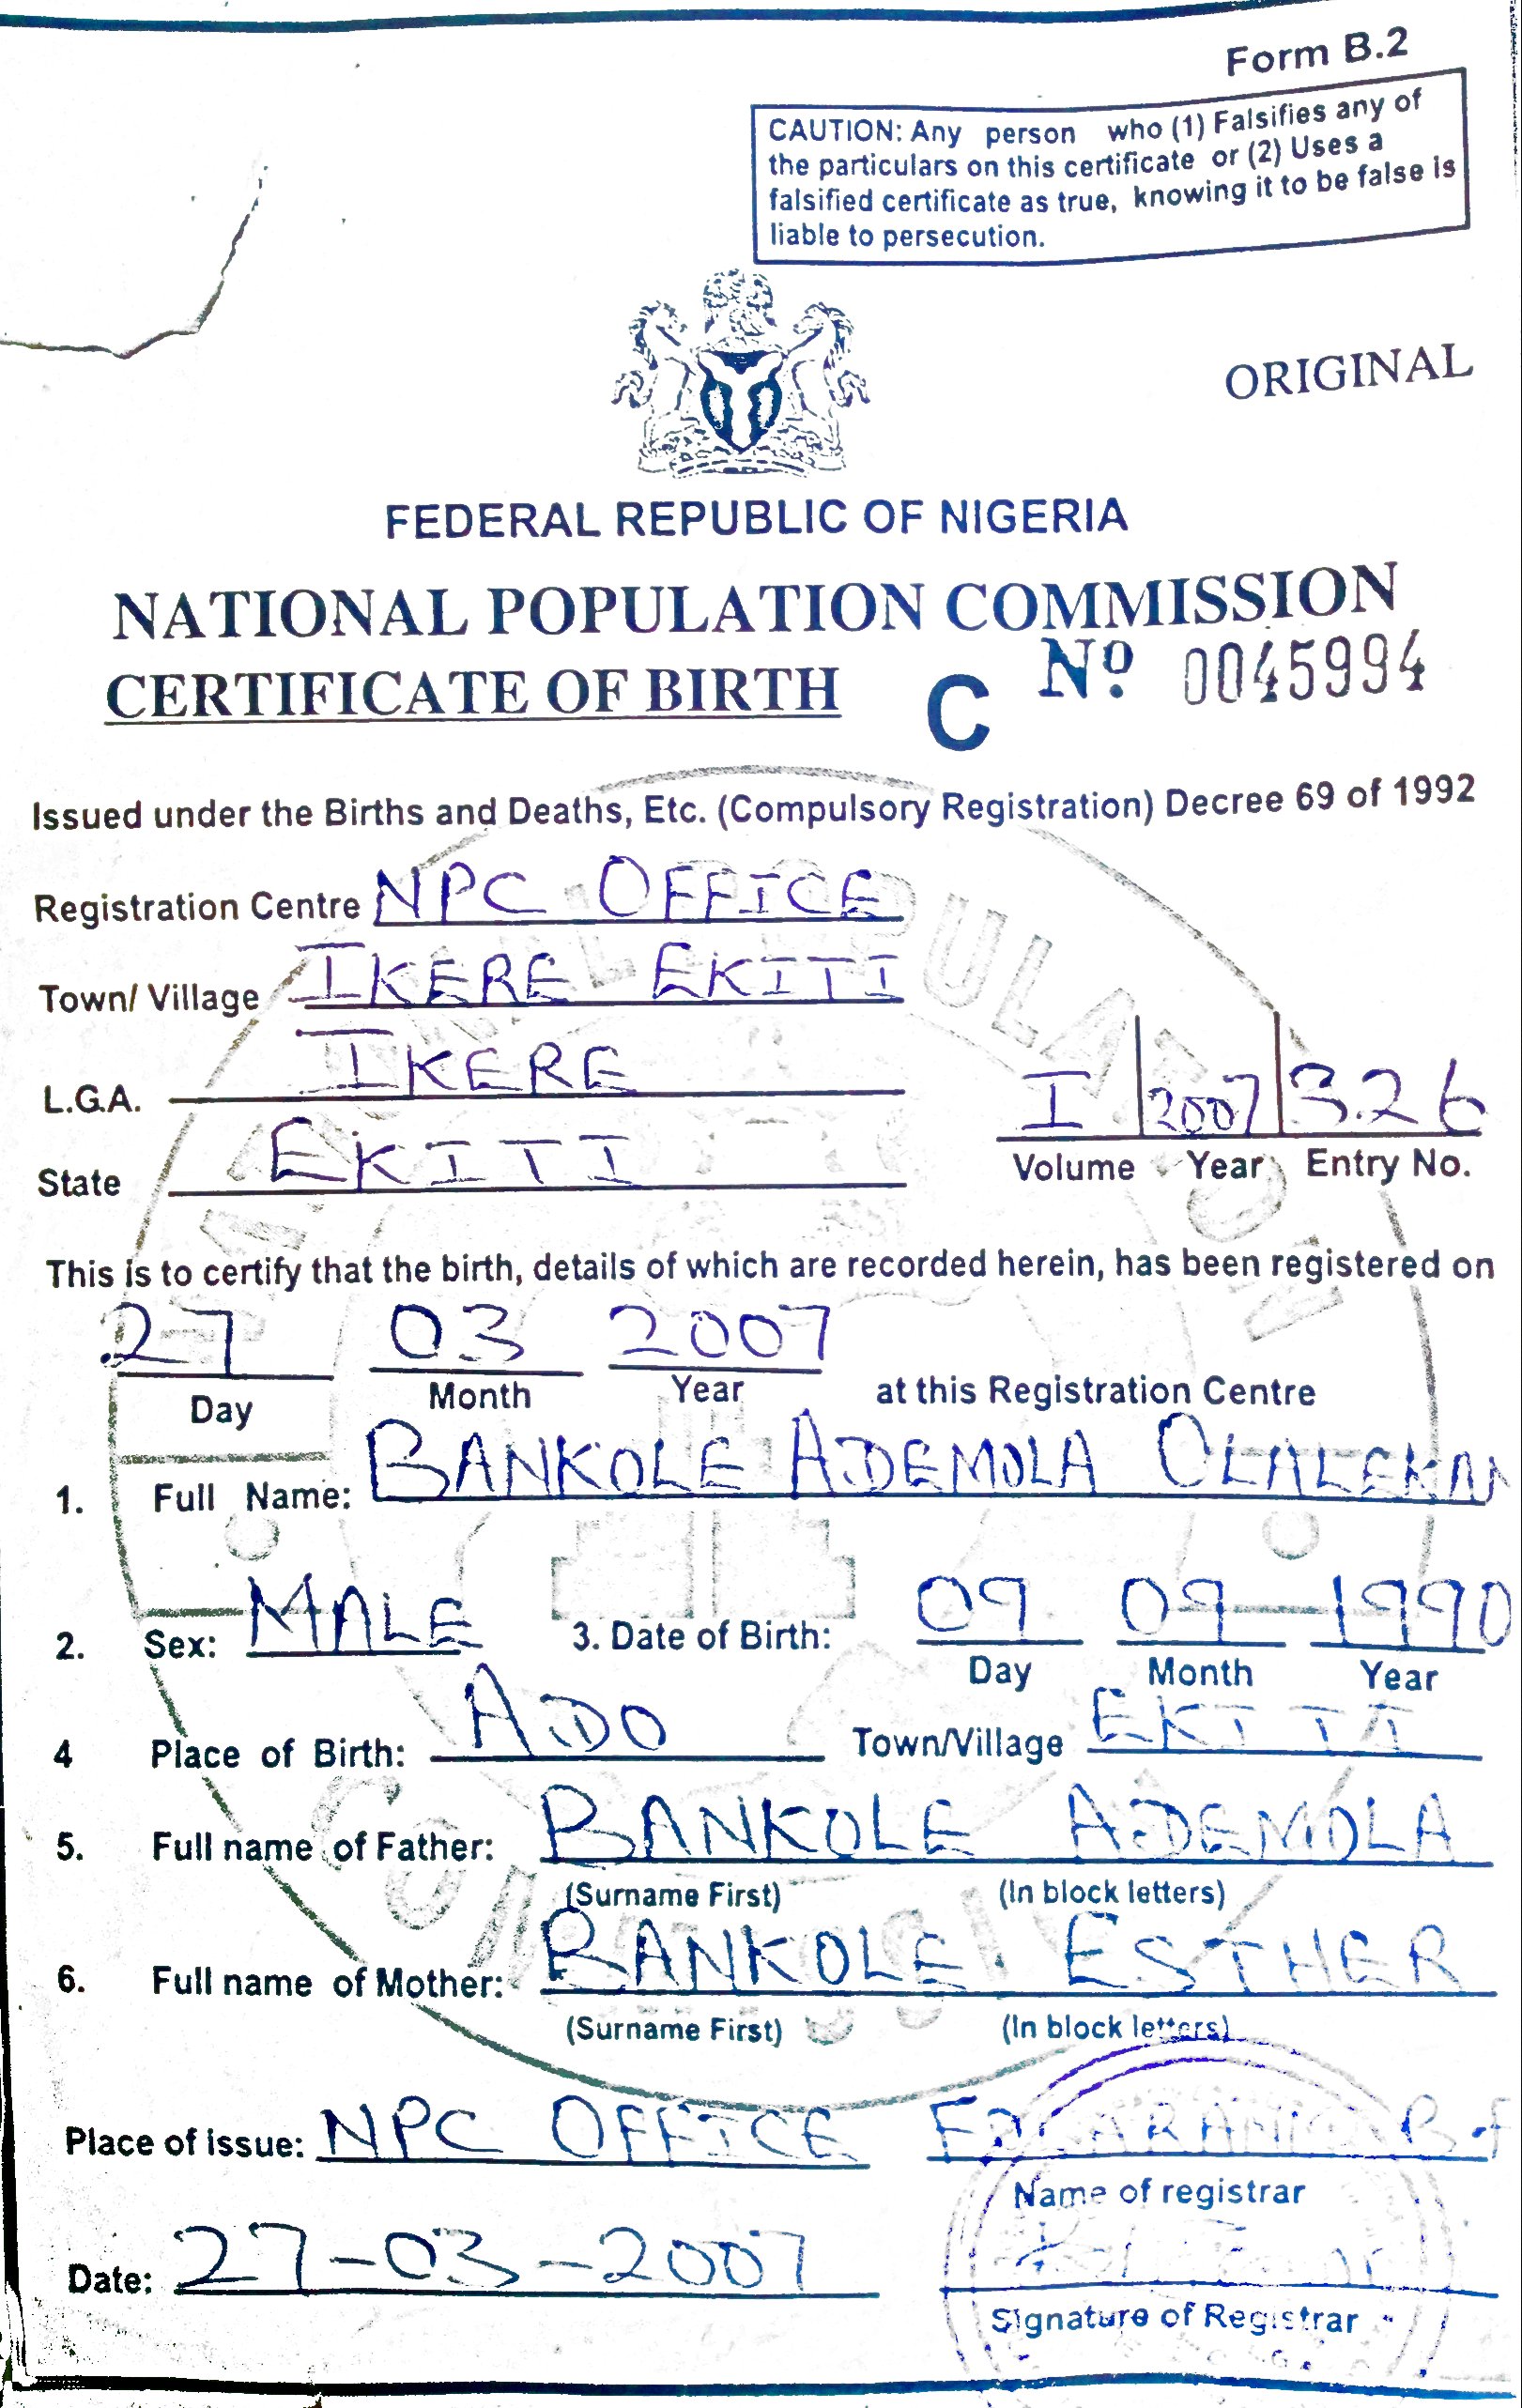 Form B.2
CAUTION: Any person who (1) Falsifies any of
the particulars on this certificate or (2) Uses a
falsified certificate as true, knowing it to be false is
liable to persecution.
ORIGINAL
FEDERAL REPUBLIC OF NIGERIA
NATIONAL POPULATION COMMISSION
CERTIFICATE OF BIRTH C Nº 0045994
Issued under the Births and Deaths, Etc. (Compulsory Registration) Decree 69 of 1992
Registration Centre NPC OFFICE
Town/ Village IKERE EKITI
L.G.A. IKERE
I 2007 326
State EKITI
Volume Year Entry No.
This is to certify that the birth, details of which are recorded herein, has been registered on
27 03 2007
Day Month Year at this Registration Centre
1. Full Name: BANKOLE ADEMOLA OLALEKAN
2. Sex: MALE 3. Date of Birth: 09 09 1990
Day Month Year
4 Place of Birth: ADO Town/Village EKITI
5. Full name of Father: BANKOLE ADEMOLA
(Surname First) (In block letters)
6. Full name of Mother: BANKOLE ESTHER
(Surname First) (In block letters)
Place of issue: NPC OFFICE
Name of registrar
Date: 27-03-2007
Signature of Registrar